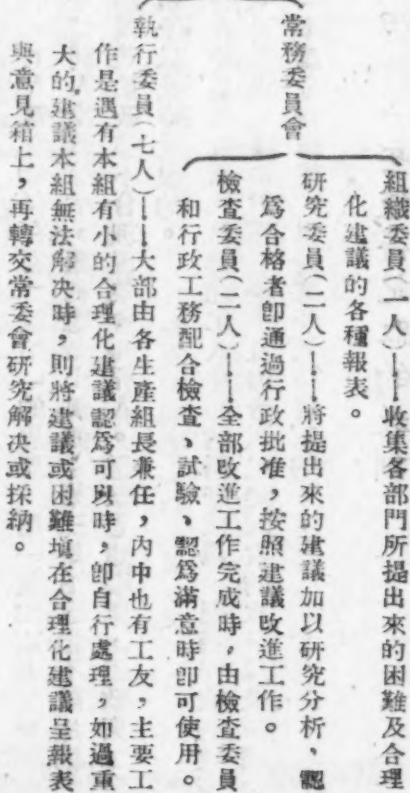 常務委員會
組織委員(一人)——收集各部門所提出來的困難及合理
化建議的各種報表。
研究委員(二人)——將提出來的建議加以研究分析,認
爲合格者卽通過行政批准,按照建議改進工作。
檢查委員(二人)——全部改進工作完成時,由檢查委員
和行政工務配合檢查、試驗、認爲滿意時卽可使用。
執行委員(七人)——大部由各生產組長兼任,內中也有工友,主要工
作是遇有本組有小的合理化建議認爲可與時,卽自行處理,如過重
大的建議本組無法解決時,則將建議或困難塡在合理化建議呈報表
與意見箱上,再轉交常委會研究解決或採納。